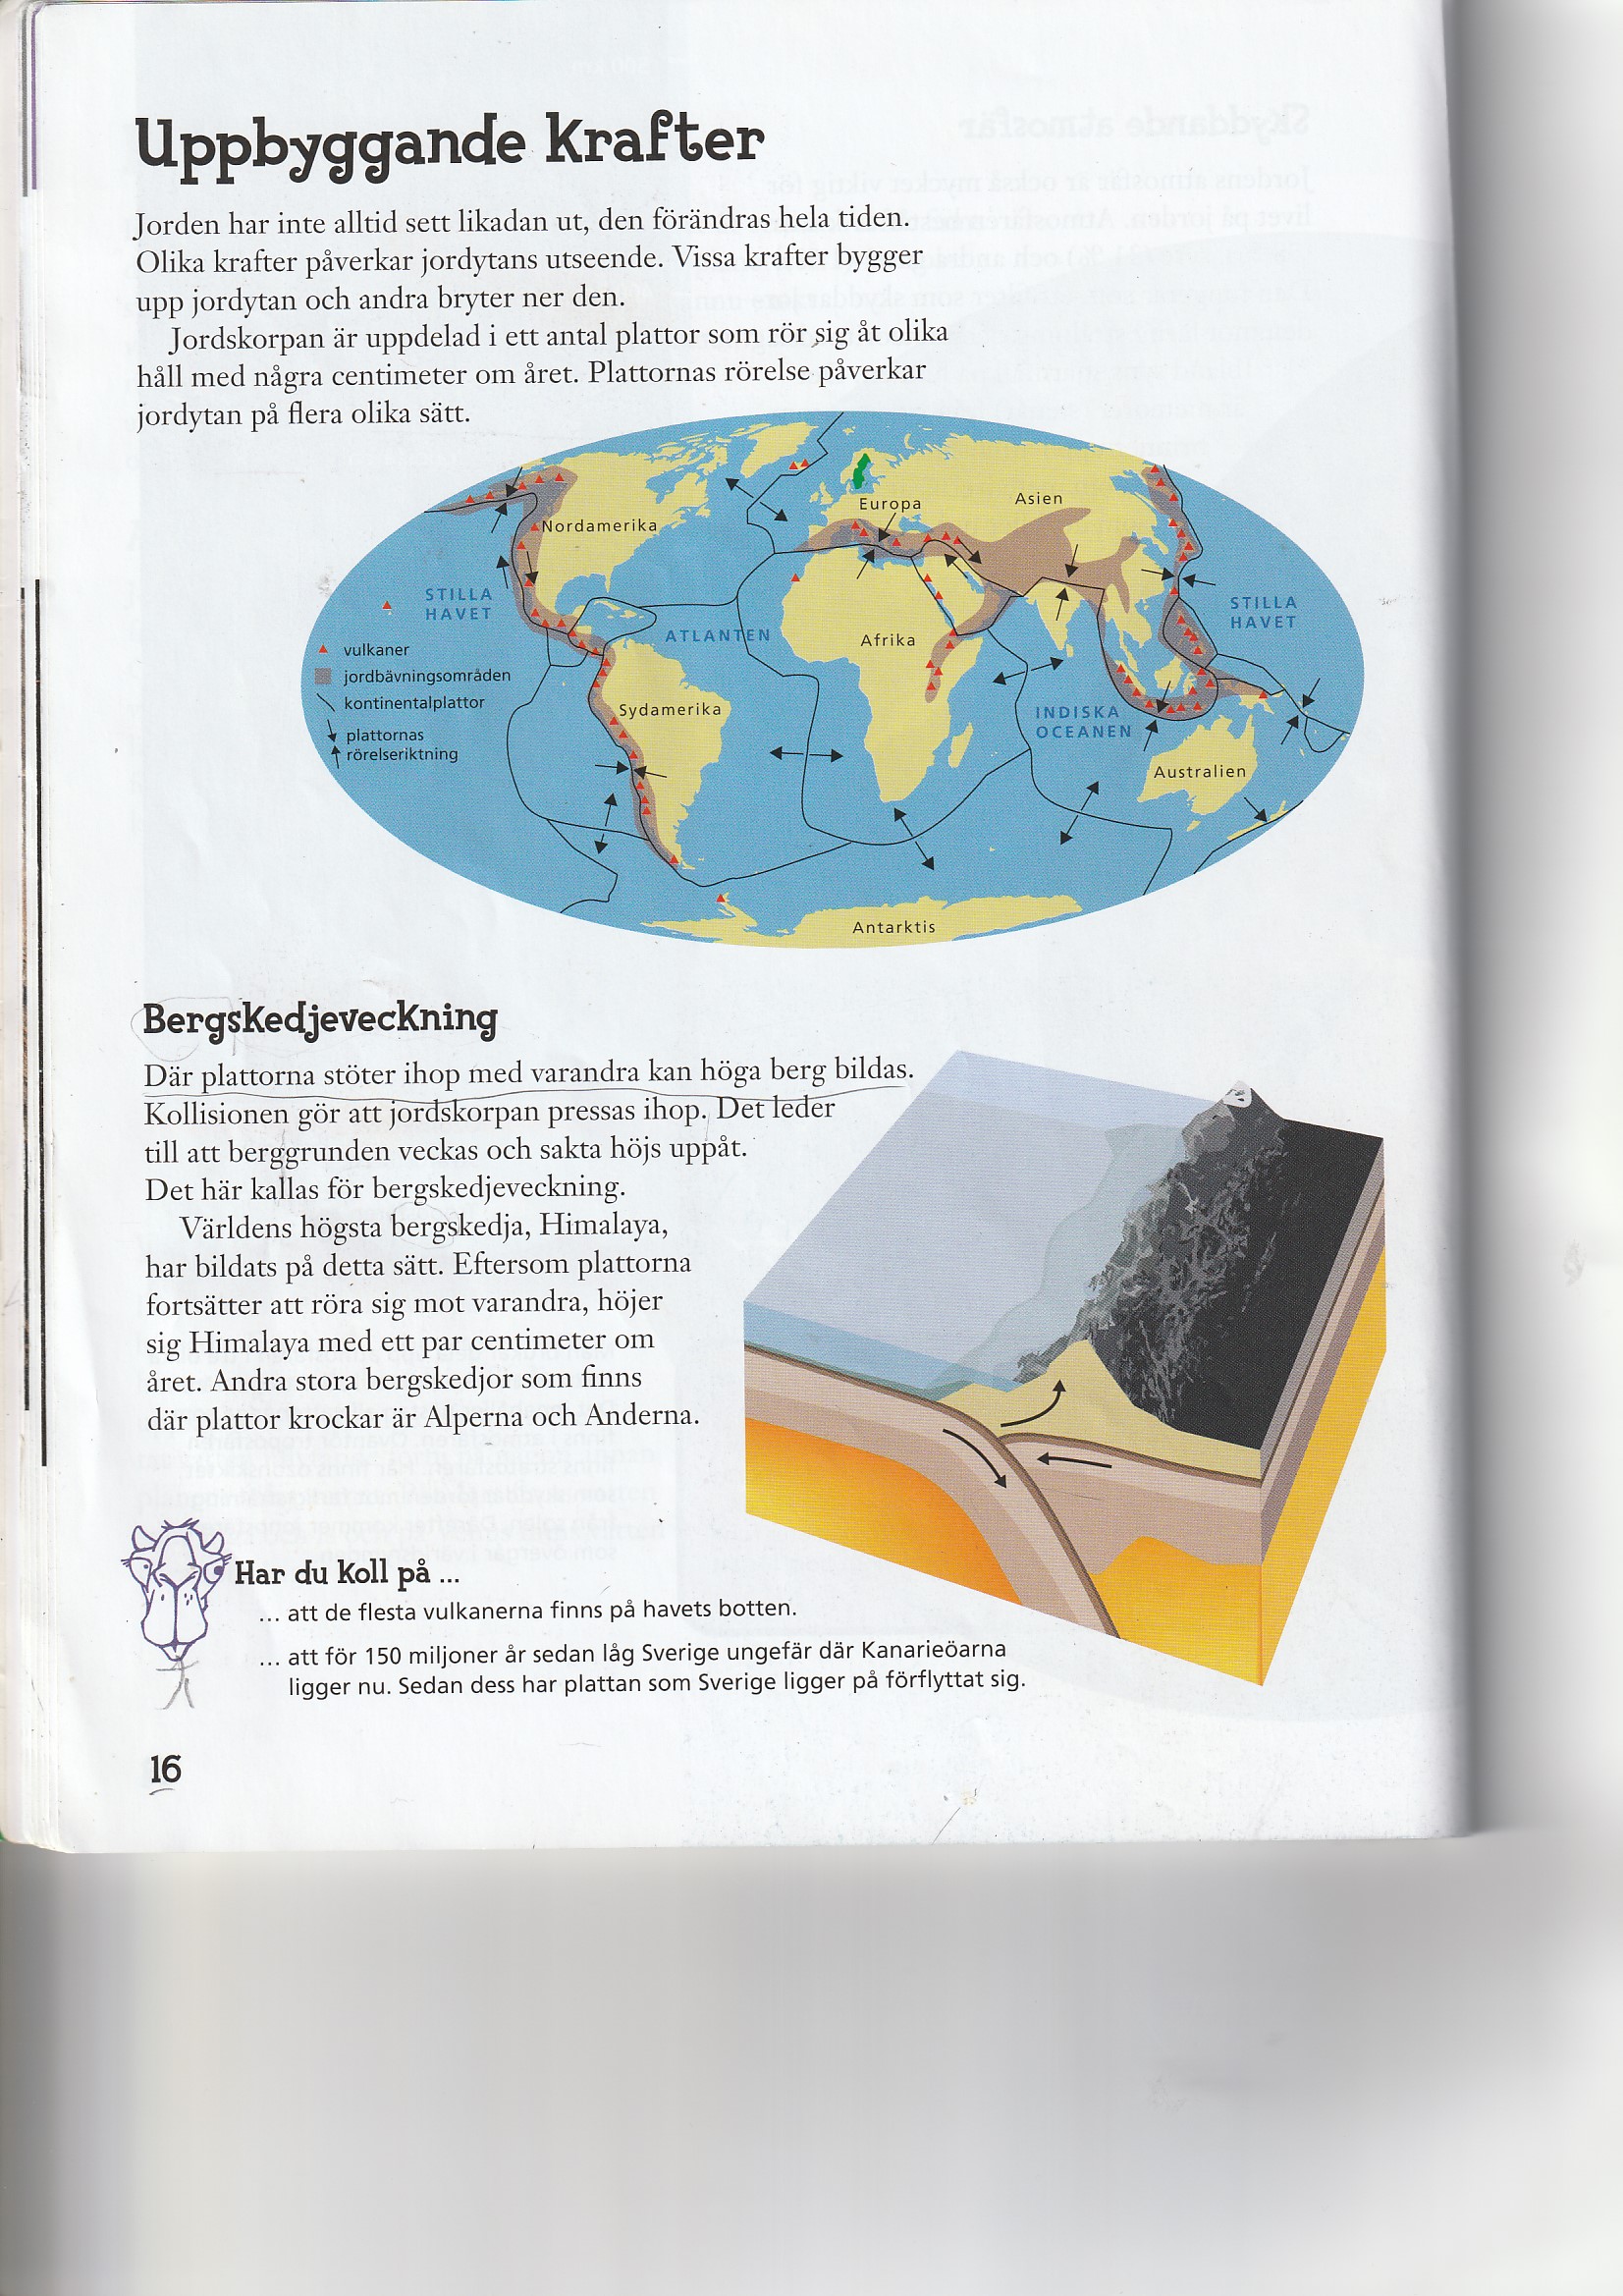 Uppbyggande krafter
Jorden har inte alltid sett likadan ut, den förändras hela tiden.
Olika krafter påverkar jordytans utseende. Vissa krafter bygger
upp jordytan och andra bryter ner den.
Jordskorpan är uppdelad i ett antal plattor som rör sig åt olika
håll med några centimeter om året. Plattornas rörelse påverkar
jordytan på flera olika sätt.
Europa
Asien
Nordamerika
STILLA
HAVET
ATLANTEN
Afrika
STILLA
HAVET
vulkaner
jordbävningsområden
kontinentalplattor
plattornas
rörelseriktning
Sydamerika
INDISKA
OCEANEN
Australien
Antarktis
Bergskedjeveckning
Där plattorna stöter ihop med varandra kan höga berg bildas.
Kollisionen gör att jordskorpan pressas ihop. Det leder
till att berggrunden veckas och sakta höjs uppåt.
Det här kallas för bergskedjeveckning.
Världens högsta bergskedja, Himalaya,
har bildats på detta sätt. Eftersom plattorna
fortsätter att röra sig mot varandra, höjer
sig Himalaya med ett par centimeter om
året. Andra stora bergskedjor som finns
där plattor krockar är Alperna och Anderna.
Har du koll på ...
... att de flesta vulkanerna finns på havets botten.
... att för 150 miljoner år sedan låg Sverige ungefär där Kanarieöarna
ligger nu. Sedan dess har plattan som Sverige ligger på förflyttat sig.
16